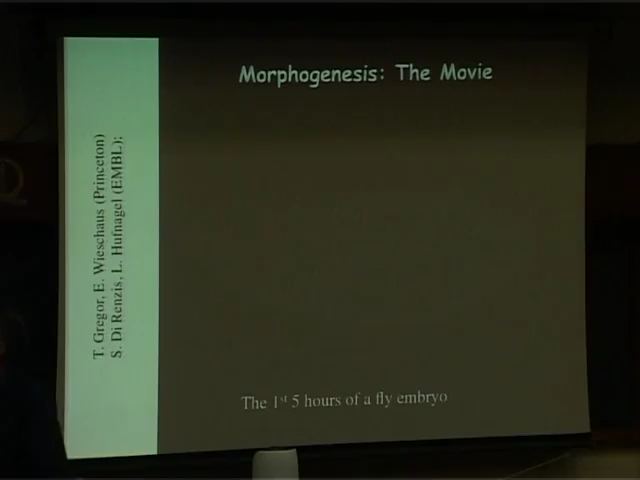 Morphogenesis: The Movie
T. Gregor, E. Wieschaus (Princeton)
S. Di Renzis, L. Hufnagel (EMBL);
The 1st 5 hours of a fly embryo